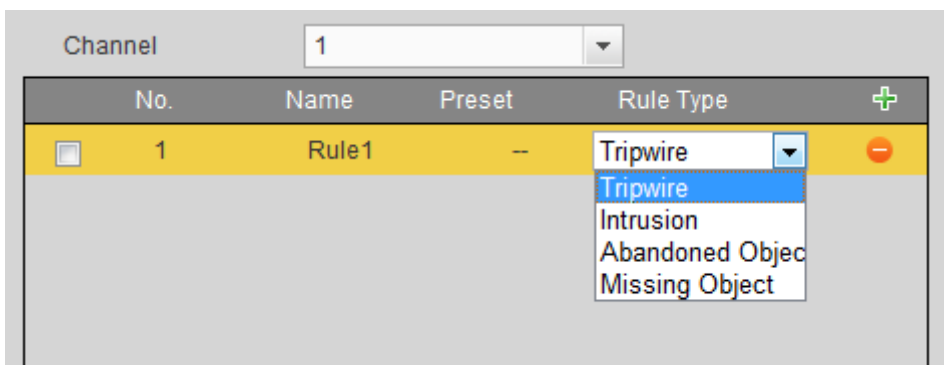 Channel 1
No. Name Preset Rule Type
1 Rule1 -- Tripwire
Tripwire
Intrusion
Abandoned Objec
Missing Object